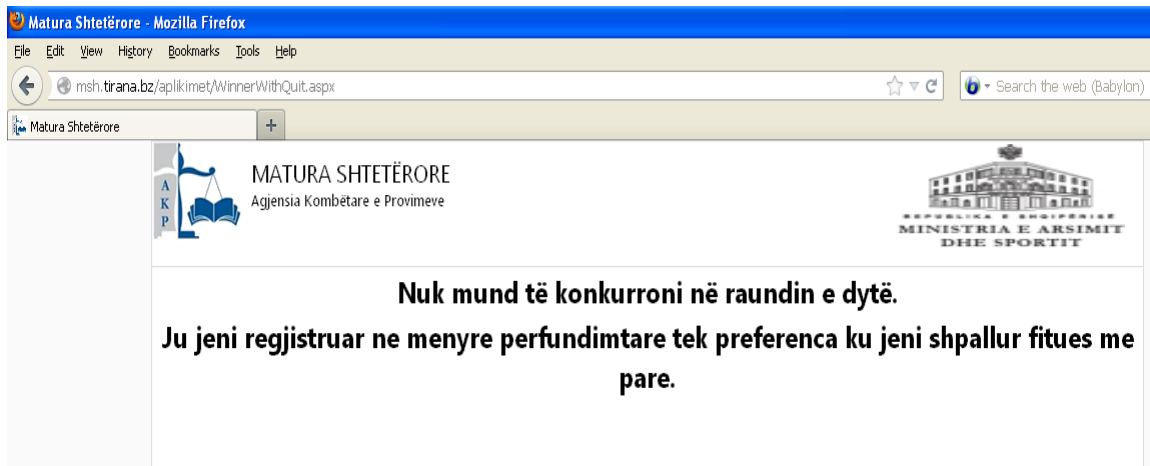 Matura Shtetërore - Mozilla Firefox
File Edit View History Bookmarks Tools Help
msh.tirana.bz/aplikimet/WinnerWithQuit.aspx
Search the web (Babylon)
Matura Shtetërore +
A
K
P
MATURA SHTETËRORE
Agjensia Kombëtare e Provimeve
REPUBLIKA E SHQIPËRISË
MINISTRIA E ARSIMIT
DHE SPORTIT
Nuk mund të konkurroni në raundin e dytë.
Ju jeni regjistruar ne menyre perfundimtare tek preferenca ku jeni shpallur fitues me
pare.